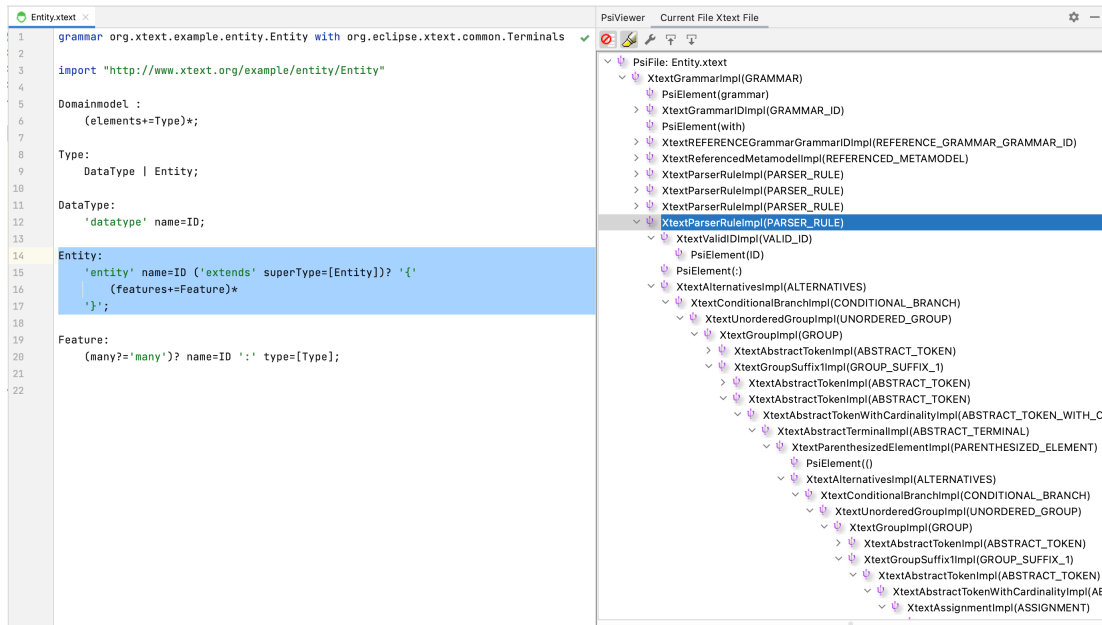 Entity.xtext
1 grammar org.xtext.example.entity.Entity with org.eclipse.xtext.common.Terminals
2
3 import "http://www.xtext.org/example/entity/Entity"
4
5 Domainmodel :
6 (elements+=Type)*;
7
8 Type:
9 DataType | Entity;
10
11 DataType:
12 'datatype' name=ID;
13
14 Entity:
15 'entity' name=ID ('extends' superType=[Entity])? '{'
16 (features+=Feature)*
17 '}';
18
19 Feature:
20 (many?='many')? name=ID ':' type=[Type];
21
22
PsiViewer Current File Xtext File
PsiFile: Entity.xtext
XtextGrammarImpl(GRAMMAR)
PsiElement(grammar)
XtextGrammarIDImpl(GRAMMAR_ID)
PsiElement(with)
XtextREFERENCEGrammarGrammarIDImpl(REFERENCE_GRAMMAR_GRAMMAR_ID)
XtextReferencedMetamodelImpl(REFERENCED_METAMODEL)
XtextParserRuleImpl(PARSER_RULE)
XtextParserRuleImpl(PARSER_RULE)
XtextParserRuleImpl(PARSER_RULE)
XtextParserRuleImpl(PARSER_RULE)
XtextValidIDImpl(VALID_ID)
PsiElement(ID)
PsiElement(:)
XtextAlternativesImpl(ALTERNATIVES)
XtextConditionalBranchImpl(CONDITIONAL_BRANCH)
XtextUnorderedGroupImpl(UNORDERED_GROUP)
XtextGroupImpl(GROUP)
XtextAbstractTokenImpl(ABSTRACT_TOKEN)
XtextGroupSuffix1Impl(GROUP_SUFFIX_1)
XtextAbstractTokenImpl(ABSTRACT_TOKEN)
XtextAbstractTokenImpl(ABSTRACT_TOKEN)
XtextAbstractTokenWithCardinalityImpl(ABSTRACT_TOKEN_WITH_C
XtextAbstractTerminalImpl(ABSTRACT_TERMINAL)
XtextParenthesizedElementImpl(PARENTHESIZED_ELEMENT)
PsiElement(()
XtextAlternativesImpl(ALTERNATIVES)
XtextConditionalBranchImpl(CONDITIONAL_BRANCH)
XtextUnorderedGroupImpl(UNORDERED_GROUP)
XtextGroupImpl(GROUP)
XtextAbstractTokenImpl(ABSTRACT_TOKEN)
XtextGroupSuffix1Impl(GROUP_SUFFIX_1)
XtextAbstractTokenImpl(ABSTRACT_TOKEN)
XtextAbstractTokenWithCardinalityImpl(AB
XtextAssignmentImpl(ASSIGNMENT)